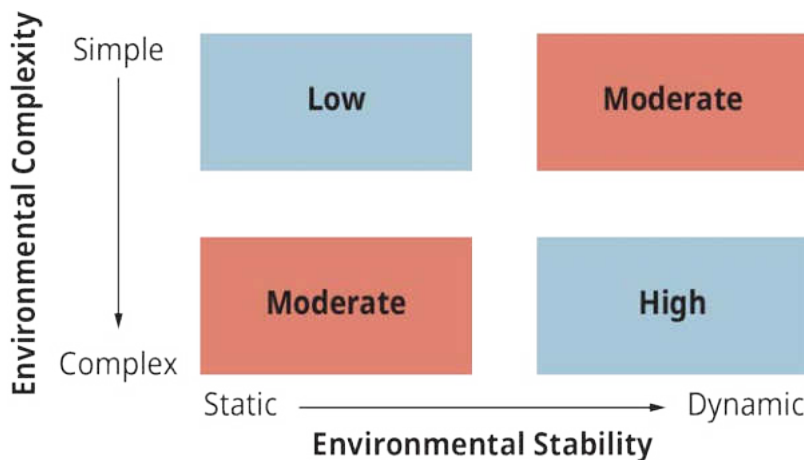 Environmental Complexity
Simple
Low
Moderate
Moderate
High
Complex
Static
Dynamic
Environmental Stability